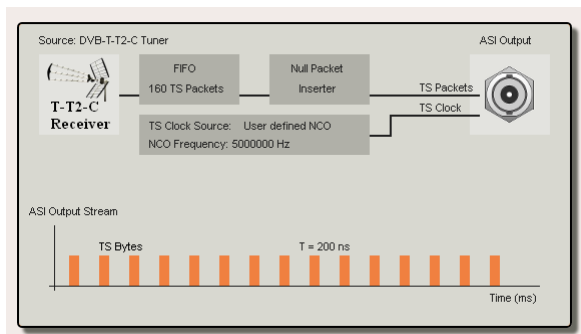 Source: DVB-T-T2-C Tuner
ASI Output
T-T2-C
Receiver
FIFO
160 TS Packets
Null Packet
Inserter
TS Packets
TS Clock
TS Clock Source: User defined NCO
NCO Frequency: 5000000 Hz
ASI Output Stream
TS Bytes
T = 200 ns
Time (ms)